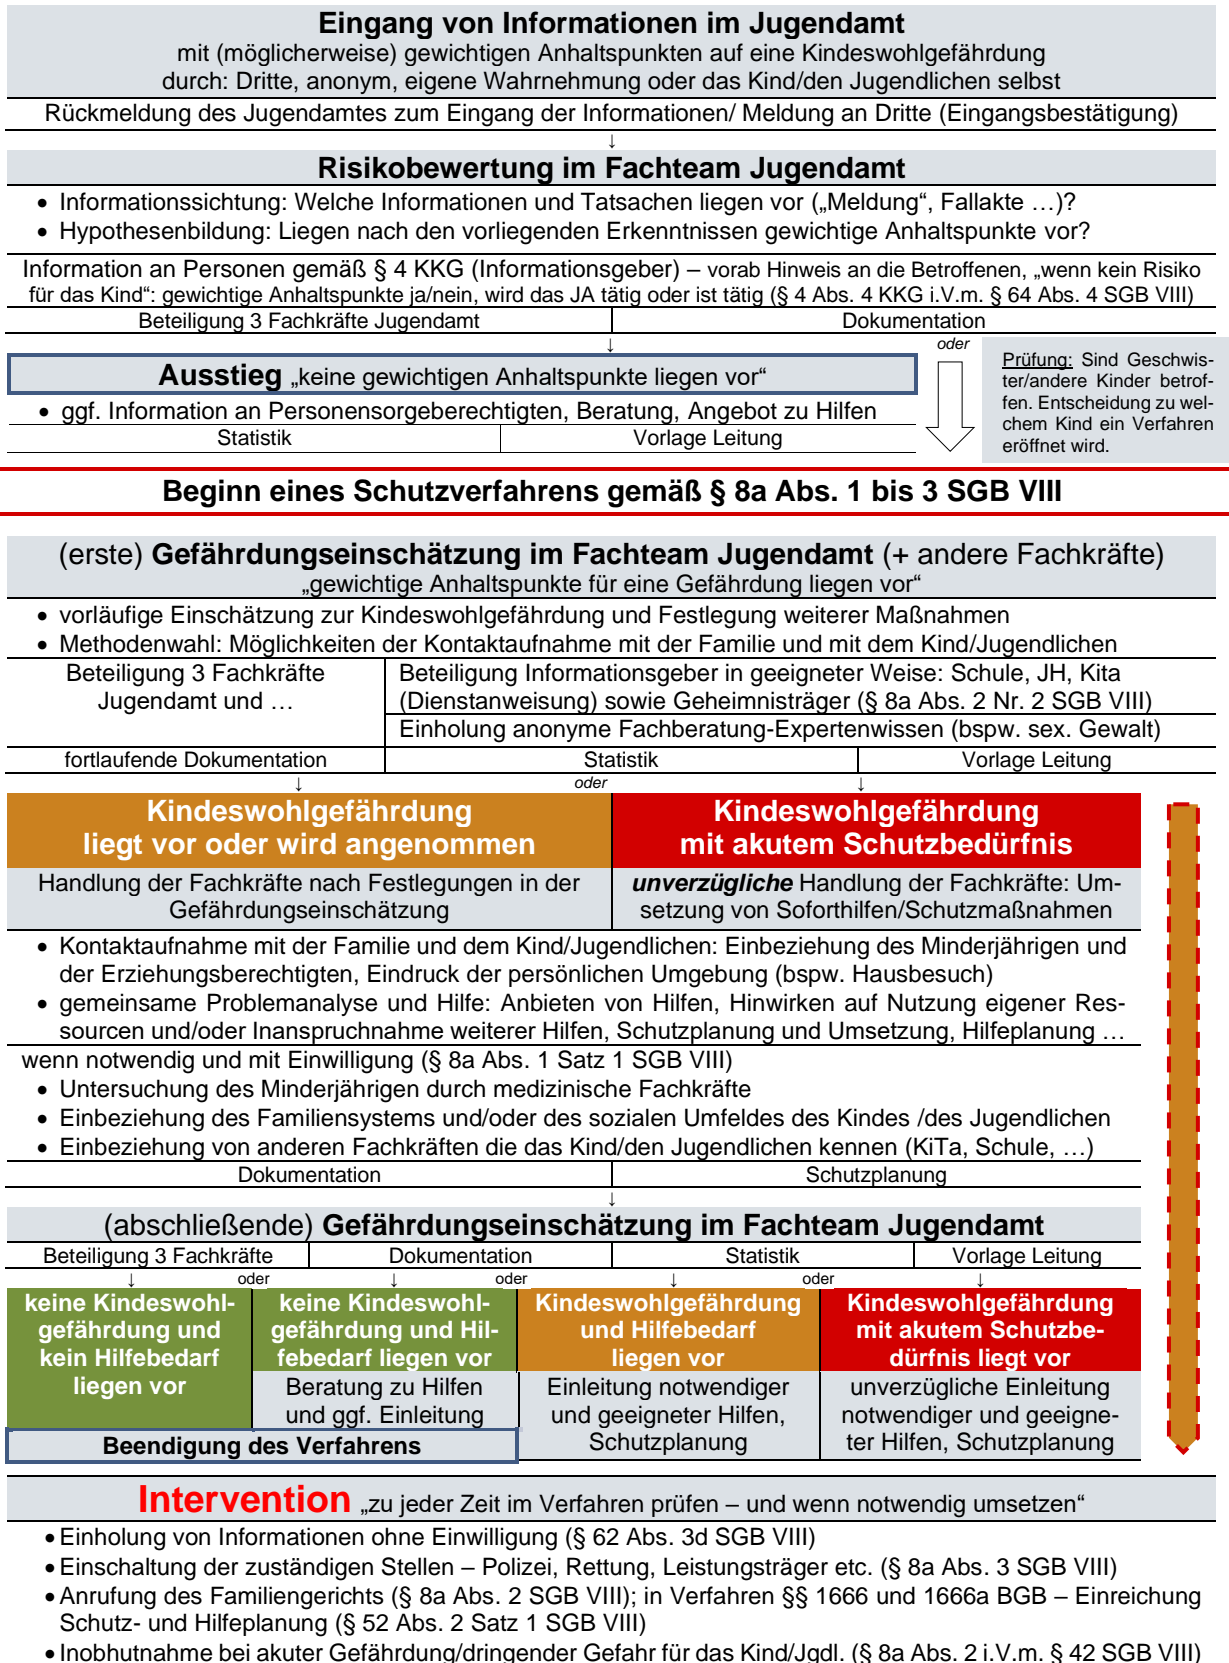 Eingang von Informationen im Jugendamt
mit (möglicherweise) gewichtigen Anhaltspunkten auf eine Kindeswohlgefährdung
durch: Dritte, anonym, eigene Wahrnehmung oder das Kind/den Jugendlichen selbst
Rückmeldung des Jugendamtes zum Eingang der Informationen/ Meldung an Dritte (Eingangsbestätigung)
↓
Risikobewertung im Fachteam Jugendamt
• Informationssichtung: Welche Informationen und Tatsachen liegen vor („Meldung“, Fallakte …)?
• Hypothesenbildung: Liegen nach den vorliegenden Erkenntnissen gewichtige Anhaltspunkte vor?
Information an Personen gemäß § 4 KKG (Informationsgeber) – vorab Hinweis an die Betroffenen, „wenn kein Risiko
für das Kind“: gewichtige Anhaltspunkte ja/nein, wird das JA tätig oder ist tätig (§ 4 Abs. 4 KKG i.V.m. § 64 Abs. 4 SGB VIII)
Beteiligung 3 Fachkräfte Jugendamt
Dokumentation
↓
oder
Ausstieg „keine gewichtigen Anhaltspunkte liegen vor“
• ggf. Information an Personensorgeberechtigten, Beratung, Angebot zu Hilfen
Statistik
Vorlage Leitung
Prüfung: Sind Geschwis-
ter/andere Kinder betrof-
fen. Entscheidung zu wel-
chem Kind ein Verfahren
eröffnet wird.
Beginn eines Schutzverfahrens gemäß § 8a Abs. 1 bis 3 SGB VIII
(erste) Gefährdungseinschätzung im Fachteam Jugendamt (+ andere Fachkräfte)
„gewichtige Anhaltspunkte für eine Gefährdung liegen vor“
• vorläufige Einschätzung zur Kindeswohlgefährdung und Festlegung weiterer Maßnahmen
• Methodenwahl: Möglichkeiten der Kontaktaufnahme mit der Familie und mit dem Kind/Jugendlichen
Beteiligung 3 Fachkräfte
Jugendamt und …
Beteiligung Informationsgeber in geeigneter Weise: Schule, JH, Kita
(Dienstanweisung) sowie Geheimnisträger (§ 8a Abs. 2 Nr. 2 SGB VIII)
Einholung anonyme Fachberatung-Expertenwissen (bspw. sex. Gewalt)
fortlaufende Dokumentation
Statistik
Vorlage Leitung
↓
oder
↓
Kindeswohlgefährdung
liegt vor oder wird angenommen
Kindeswohlgefährdung
mit akutem Schutzbedürfnis
Handlung der Fachkräfte nach Festlegungen in der
Gefährdungseinschätzung
unverzügliche Handlung der Fachkräfte: Um-
setzung von Soforthilfen/Schutzmaßnahmen
• Kontaktaufnahme mit der Familie und dem Kind/Jugendlichen: Einbeziehung des Minderjährigen und
der Erziehungsberechtigten, Eindruck der persönlichen Umgebung (bspw. Hausbesuch)
• gemeinsame Problemanalyse und Hilfe: Anbieten von Hilfen, Hinwirken auf Nutzung eigener Res-
sourcen und/oder Inanspruchnahme weiterer Hilfen, Schutzplanung und Umsetzung, Hilfeplanung …
wenn notwendig und mit Einwilligung (§ 8a Abs. 1 Satz 1 SGB VIII)
• Untersuchung des Minderjährigen durch medizinische Fachkräfte
• Einbeziehung des Familiensystems und/oder des sozialen Umfeldes des Kindes /des Jugendlichen
• Einbeziehung von anderen Fachkräften die das Kind/den Jugendlichen kennen (KiTa, Schule, …)
Dokumentation
Schutzplanung
↓
(abschließende) Gefährdungseinschätzung im Fachteam Jugendamt
Beteiligung 3 Fachkräfte
Dokumentation
Statistik
Vorlage Leitung
↓
oder
↓
oder
↓
oder
↓
keine Kindeswohl-
gefährdung und
kein Hilfebedarf
liegen vor
keine Kindeswohl-
gefährdung und Hil-
febedarf liegen vor
Beratung zu Hilfen
und ggf. Einleitung
Beendigung des Verfahrens
Kindeswohlgefährdung
und Hilfebedarf
liegen vor
Einleitung notwendiger
und geeigneter Hilfen,
Schutzplanung
Kindeswohlgefährdung
mit akutem Schutzbe-
dürfnis liegt vor
unverzügliche Einleitung
notwendiger und geeigne-
ter Hilfen, Schutzplanung
Intervention „zu jeder Zeit im Verfahren prüfen – und wenn notwendig umsetzen“
• Einholung von Informationen ohne Einwilligung (§ 62 Abs. 3d SGB VIII)
• Einschaltung der zuständigen Stellen – Polizei, Rettung, Leistungsträger etc. (§ 8a Abs. 3 SGB VIII)
• Anrufung des Familiengerichts (§ 8a Abs. 2 SGB VIII); in Verfahren §§ 1666 und 1666a BGB – Einreichung
Schutz- und Hilfeplanung (§ 52 Abs. 2 Satz 1 SGB VIII)
• Inobhutnahme bei akuter Gefährdung/dringender Gefahr für das Kind/Jgdl. (§ 8a Abs. 2 i.V.m. § 42 SGB VIII)